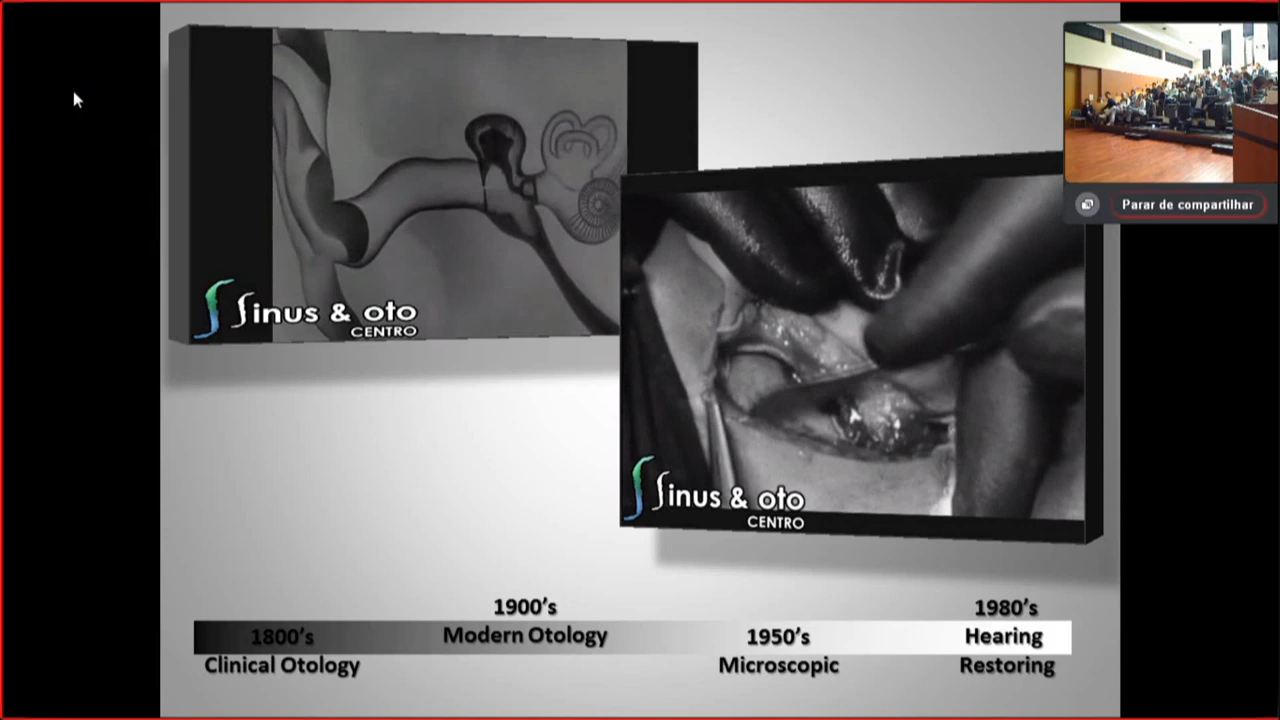 Sinus & oto
CENTRO
Parar de compartilhar
Sinus & oto
CENTRO
1800's
Clinical Otology
1900's
Modern Otology
1950's
Microscopic
1980's
Hearing
Restoring